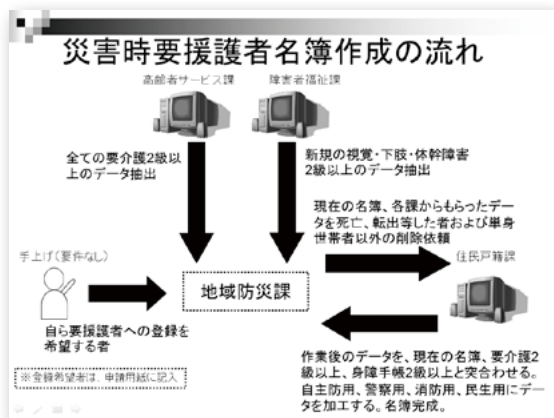 災害時要援護者名簿作成の流れ
高齢者サービス課
障害者福祉課
全ての要介護2級以
上のデータ抽出
新規の視覚・下肢・体幹障害
2級以上のデータ抽出
現在の名簿、各課からもらったデー
タを死亡、転出等した者および単身
世帯者以外の削除依頼
手上げ(要件なし)
住民戸籍課
地域防災課
自ら要援護者への登録を
希望する者
作業後のデータを、現在の名簿、要介護2
級以上、身障手帳2級以上と突合わせる。
自主防用、警察用、消防用、民生用にデー
タを加工する。名簿完成。
※登録希望者は、申請用紙に記入